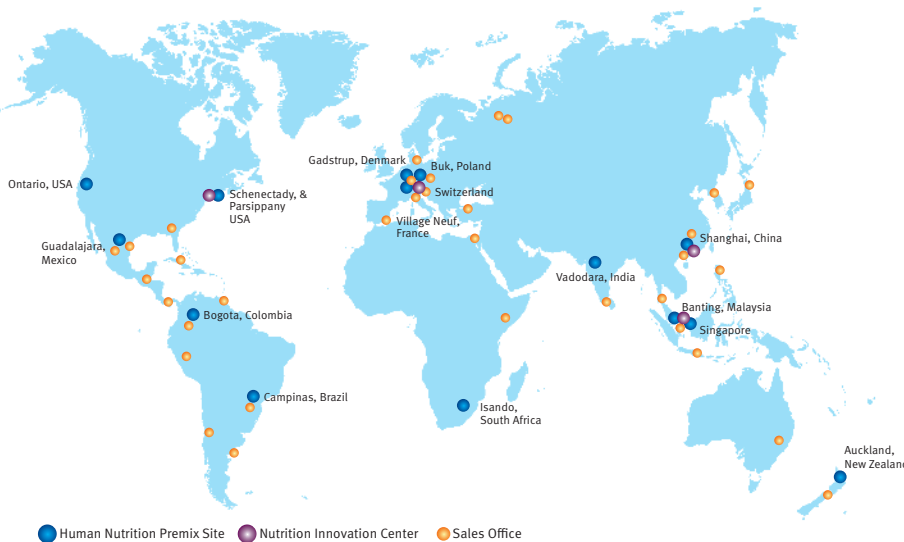 Gadstrup, Denmark
Buk, Poland
Ontario, USA
Schenectady, &
Parsippany
USA
Switzerland
Village Neuf,
France
Guadalajara,
Mexico
Shanghai, China
Vadodara, India
Bogota, Colombia
Banting, Malaysia
Singapore
Campinas, Brazil
Isando,
South Africa
Auckland,
New Zealand
Human Nutrition Premix Site
Nutrition Innovation Center
Sales Office